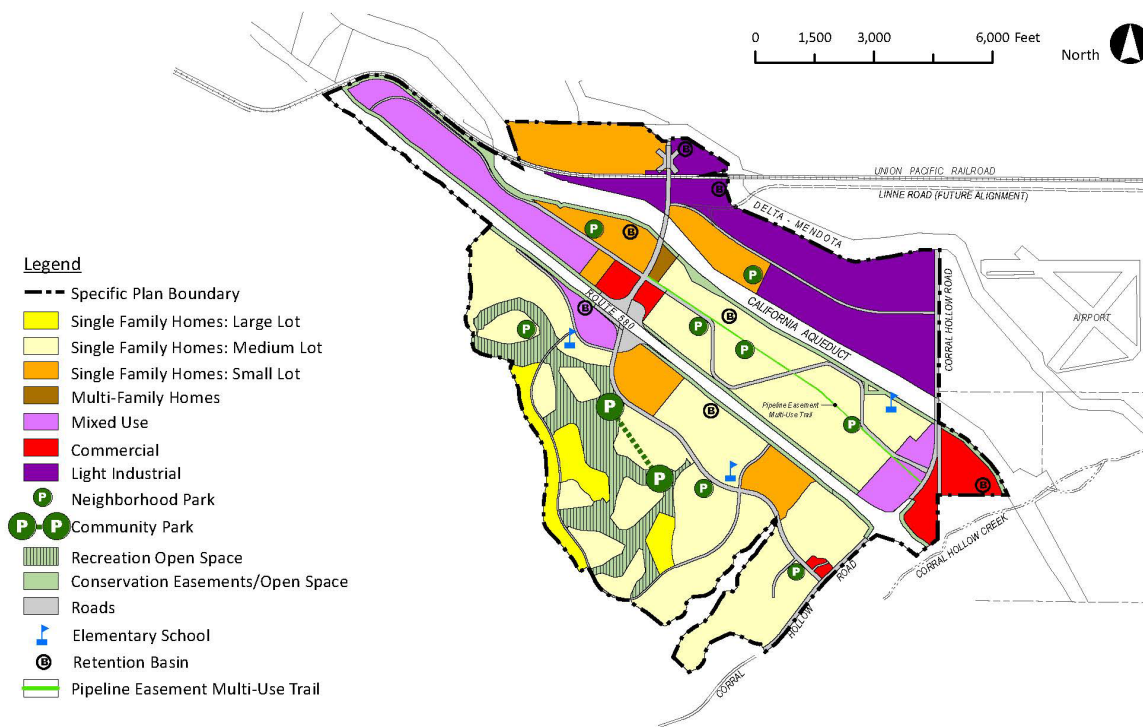 0 1,500 3,000 6,000 Feet
North
UNION PACIFIC RAILROAD
LINNE ROAD (FUTURE ALIGNMENT)
DELTA - MENDOTA
CALIFORNIA AQUEDUCT
ROUTE 580
CORRAL HOLLOW ROAD
AIRPORT
Pipeline Easement
Multi-Use Trail
CORRAL HOLLOW CREEK
CORRAL HOLLOW ROAD
P
P
P
P
P
P
P
P
P
P
B
B
B
B
B
B
B
Legend
Specific Plan Boundary
Single Family Homes: Large Lot
Single Family Homes: Medium Lot
Single Family Homes: Small Lot
Multi-Family Homes
Mixed Use
Commercial
Light Industrial
P Neighborhood Park
P P Community Park
Recreation Open Space
Conservation Easements/Open Space
Roads
Elementary School
B Retention Basin
Pipeline Easement Multi-Use Trail